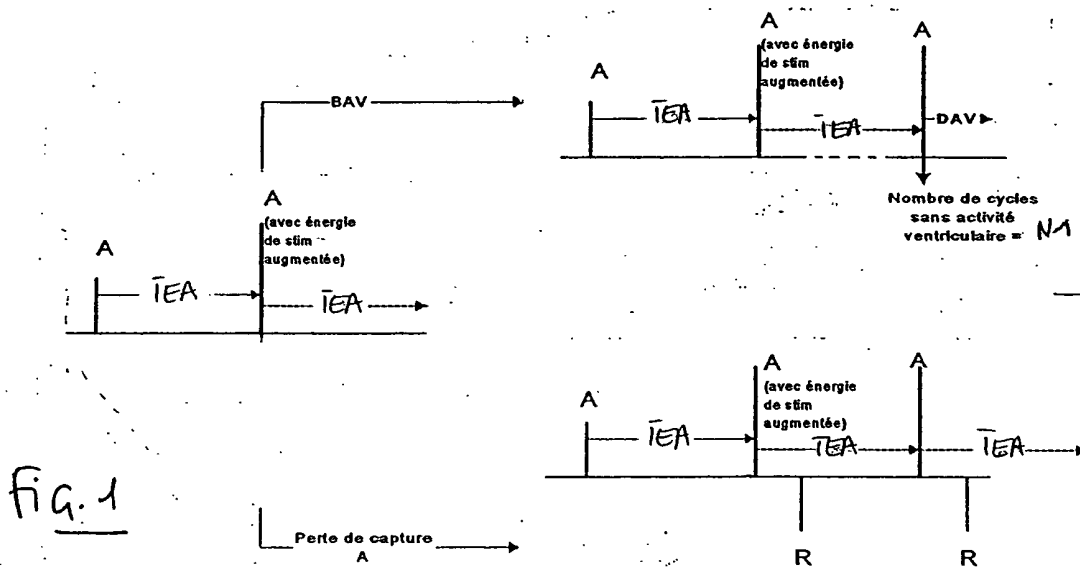 BAV
A
A
(avec énergie
de stim
augmentée)
TEA
TEA
fig. 1
Perte de capture
A
A
A
(avec énergie
de stim
augmentée)
A
TEA
TEA
DAV
Nombre de cycles
sans activité
ventriculaire = N1
A
A
(avec énergie
de stim
augmentée)
A
TEA
TEA
TEA
R
R